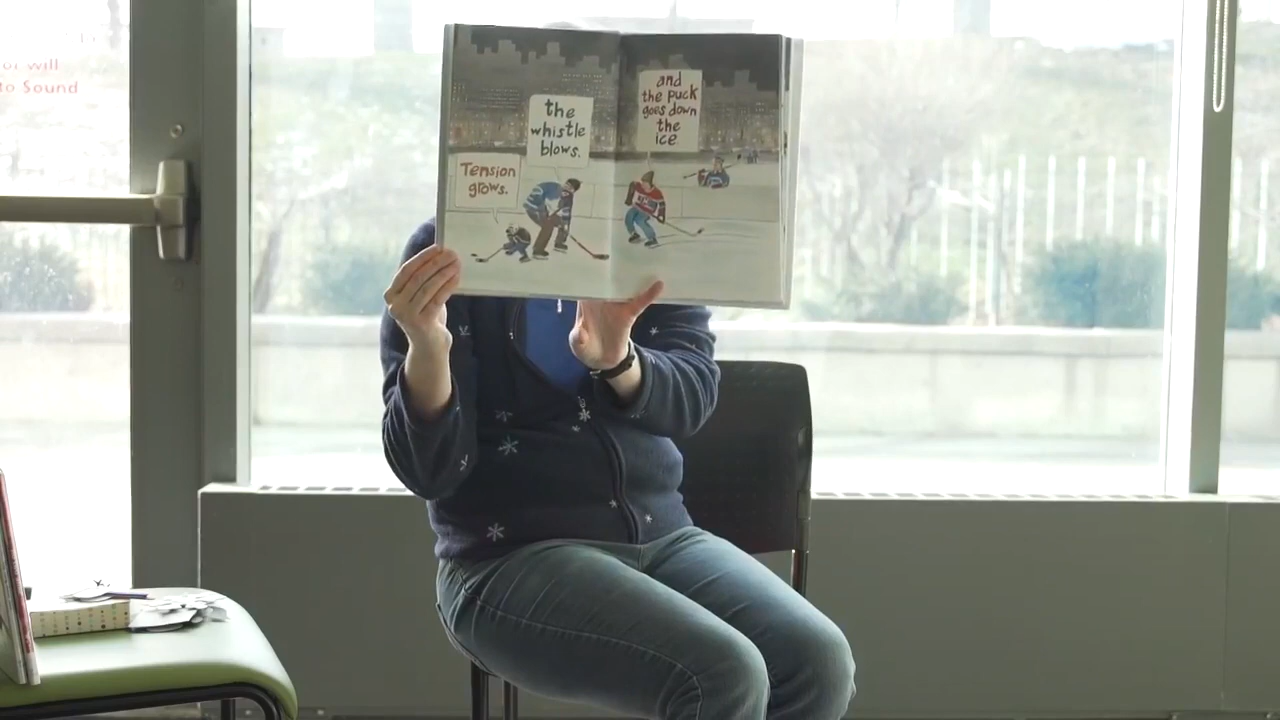 or will
to Sound
Tension
grows.
the
whistle
blows.
and
the puck
goes down
the
ice.